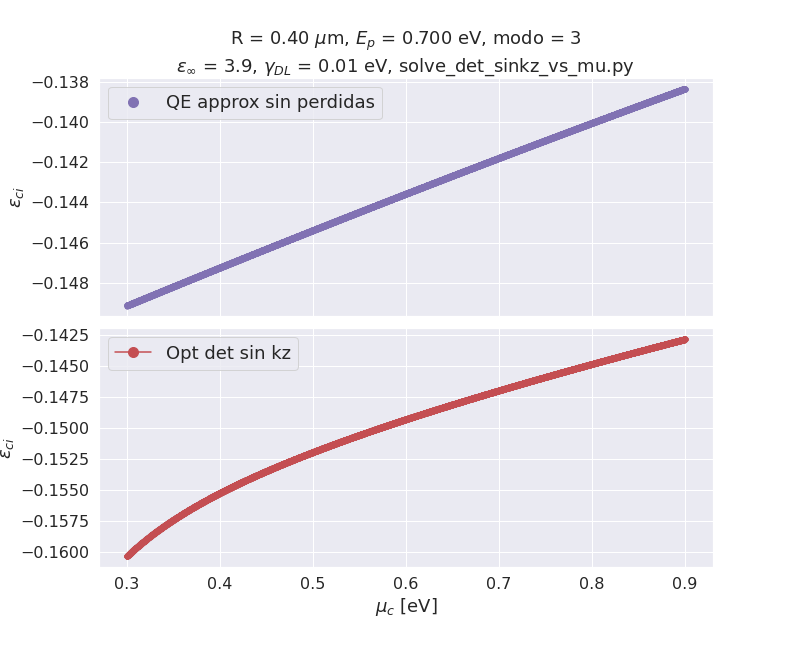 R = 0.40 μm, E_p = 0.700 eV, modo = 3
ε_∞ = 3.9, γ_DL = 0.01 eV, solve_det_sinkz_vs_mu.py
−0.138
−0.140
−0.142
−0.144
−0.146
−0.148
ε_ci
QE approx sin perdidas
−0.1425
−0.1450
−0.1475
−0.1500
−0.1525
−0.1550
−0.1575
−0.1600
ε_ci
Opt det sin kz
0.3 0.4 0.5 0.6 0.7 0.8 0.9
μ_c [eV]